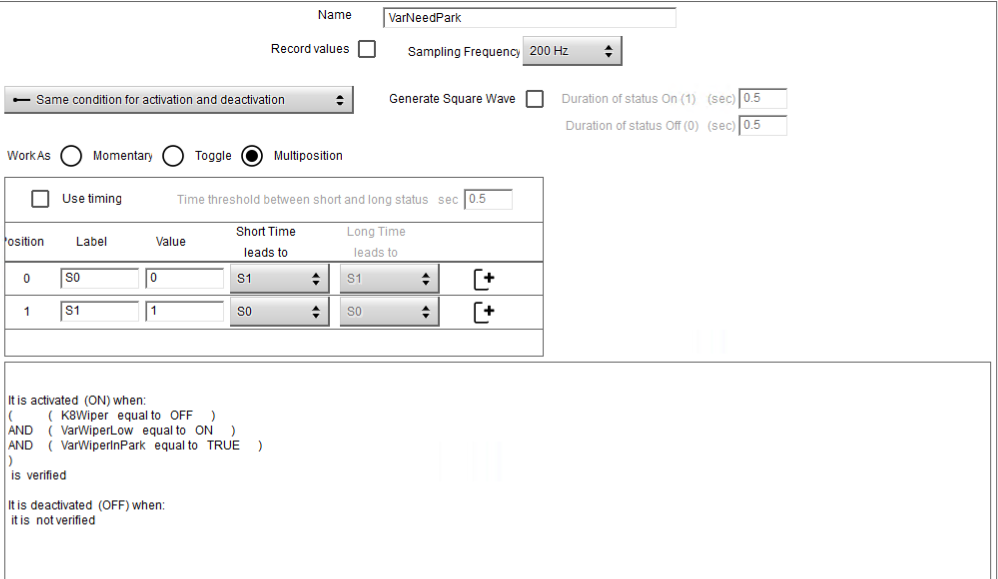 Name VarNeedPark
Record values Sampling Frequency 200 Hz
Same condition for activation and deactivation Generate Square Wave Duration of status On (1) (sec) 0.5
Duration of status Off (0) (sec) 0.5
Work As Momentary Toggle Multiposition
Use timing Time threshold between short and long status sec 0.5
Position Label Value Short Time leads to Long Time leads to
0 S0 0 S1 S1
1 S1 1 S0 S0
It is activated (ON) when:
( ( K8Wiper equal to OFF )
AND ( VarWiperLow equal to ON )
AND ( VarWiperInPark equal to TRUE )
)
is verified
It is deactivated (OFF) when:
it is not verified